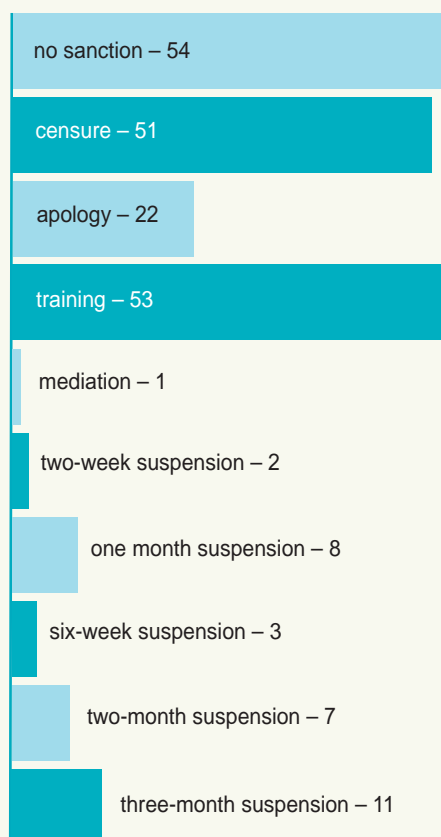 no sanction – 54
censure – 51
apology – 22
training – 53
mediation – 1
two-week suspension – 2
one month suspension – 8
six-week suspension – 3
two-month suspension – 7
three-month suspension – 11